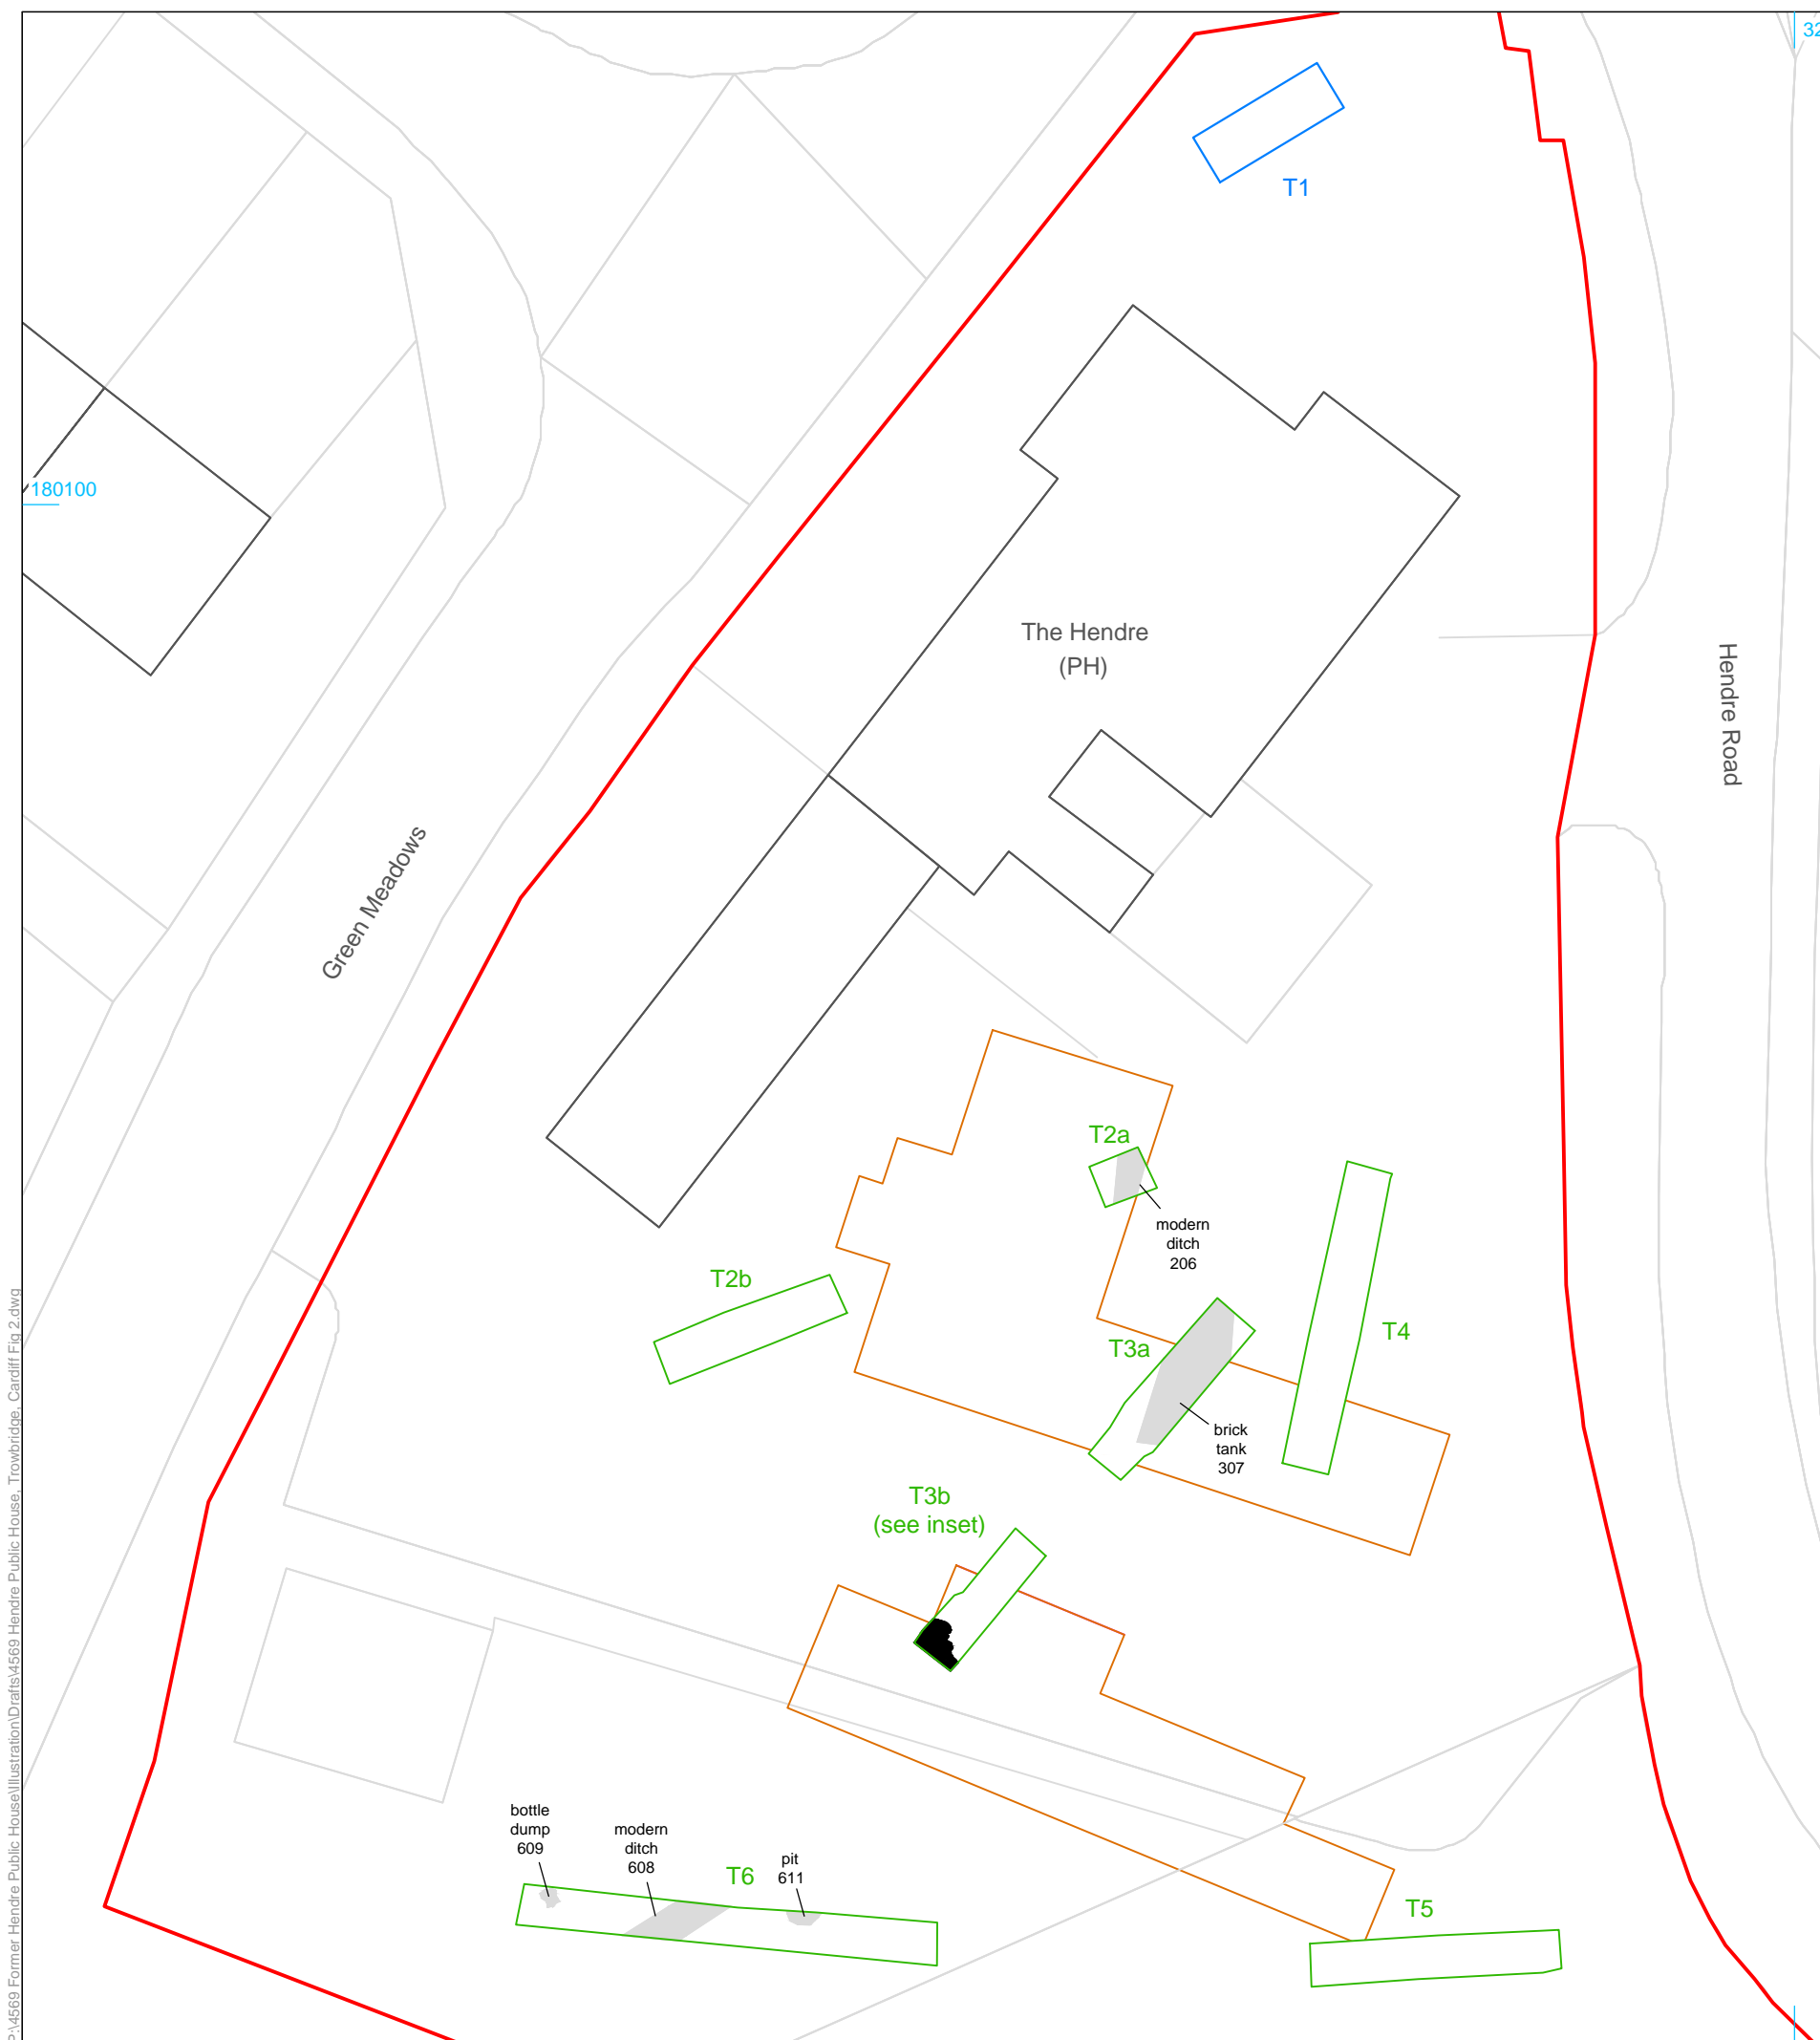 32
T1
180100
The Hendre
(PH)
Hendre Road
Green Meadows
T2a
modern
ditch
206
T2b
T4
T3a
brick
tank
307
T3b
(see inset)
bottle
dump
609
modern
ditch
608
T6
pit
611
T5
P:\4569 Former Hendre Public House\Illustration\Drafts\4569 Hendre Public House, Trowbridge, Cardiff Fig 2.dwg